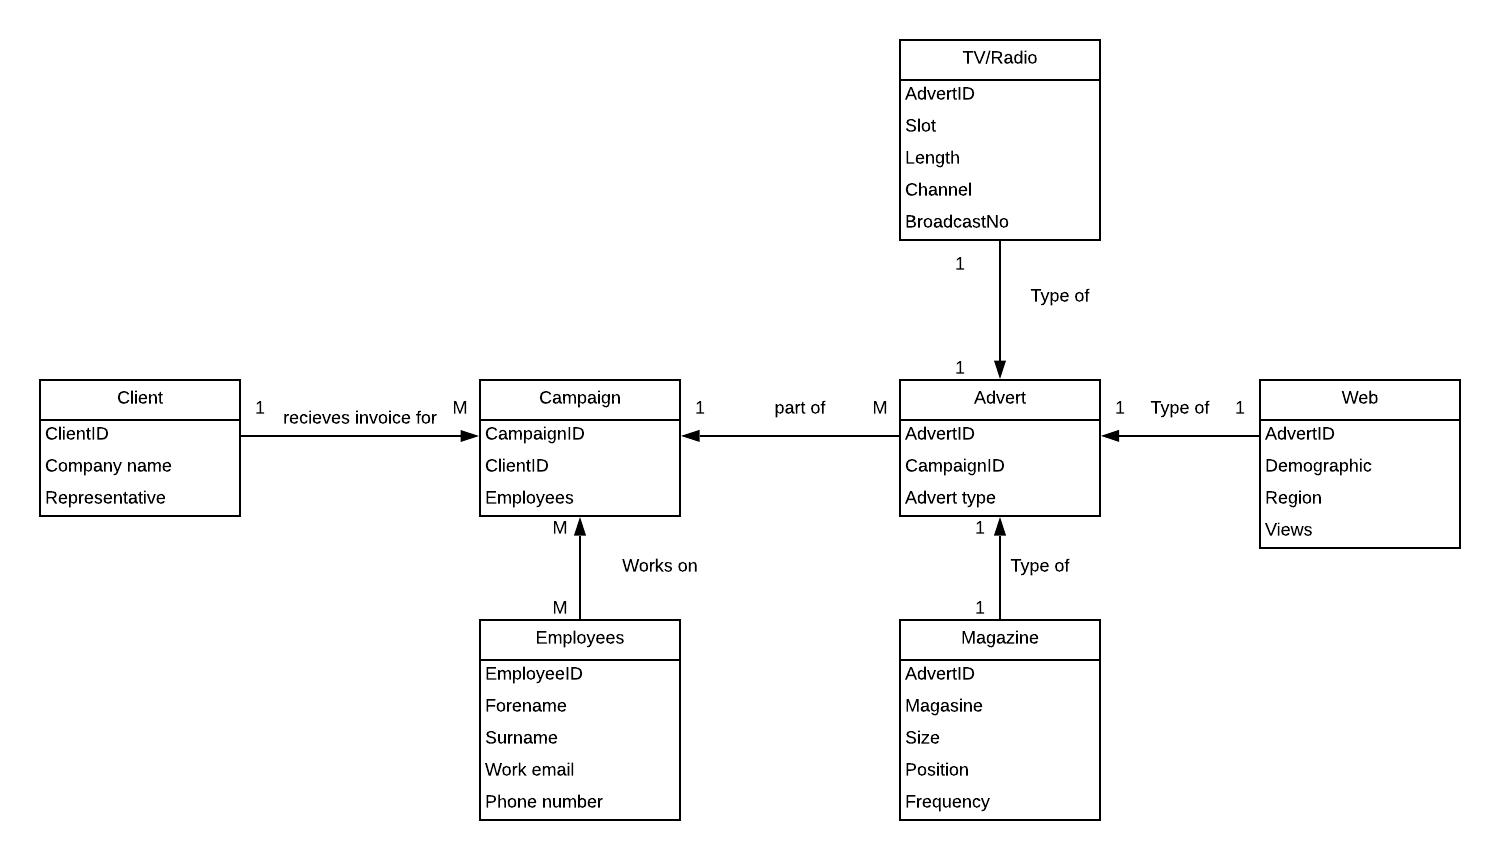 TV/Radio
AdvertID
Slot
Length
Channel
BroadcastNo
1
Type of
1
Client
ClientID
Company name
Representative
1
recieves invoice for
M
Campaign
CampaignID
ClientID
Employees
1
part of
M
Advert
AdvertID
CampaignID
Advert type
1
Type of
1
Web
AdvertID
Demographic
Region
Views
M
Works on
M
Employees
EmployeeID
Forename
Surname
Work email
Phone number
1
Type of
1
Magazine
AdvertID
Magasine
Size
Position
Frequency